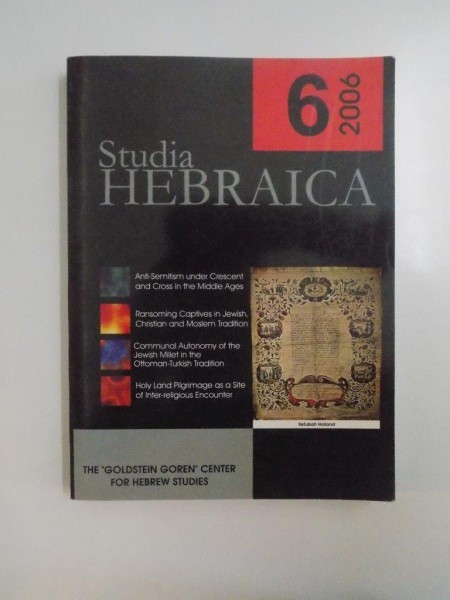 6
2006
Studia
HEBRAICA
Anti-Semitism under Crescent
and Cross in the Middle Ages
Ransoming Captives in Jewish,
Christian and Moslem Tradition
Communal Autonomy of the
Jewish Millet in the
Ottoman-Turkish Tradition
Holy Land Pilgrimage as a Site
of Inter-religious Encounter
Ketubah Holland
THE "GOLDSTEIN GOREN" CENTER
FOR HEBREW STUDIES